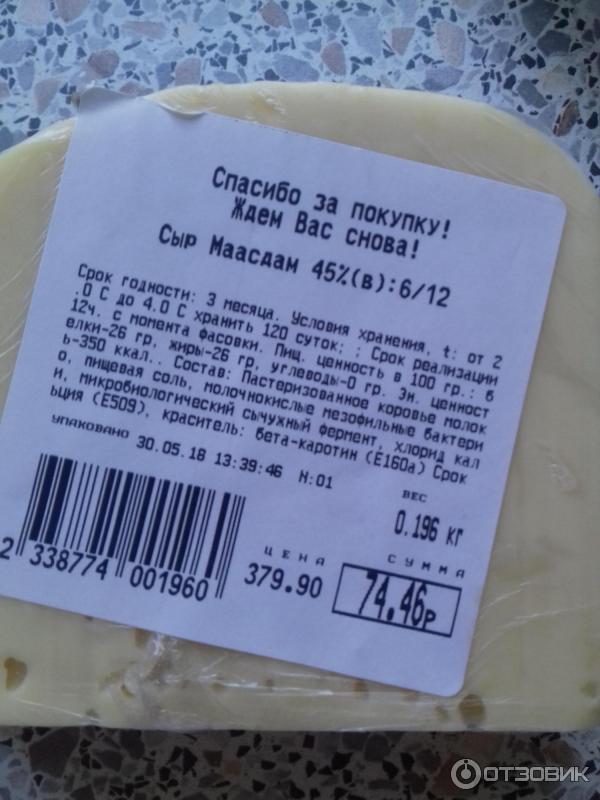 Спасибо за покупку!
Ждем Вас снова!
Сыр Маасдам 45%(в):6/12
Срок годности: 3 месяца. Условия хранения, t: от 2
.0 С до 4.0 С хранить 120 суток; ; Срок реализации
12ч. с момента фасовки. Пищ. ценность в 100 гр.: б
елки-26 гр, жиры-26 гр, углеводы-0 гр. Эн. ценност
ь-350 ккал.. Состав: Пастеризованное коровье молок
о, пищевая соль, молочнокислые мезофильные бактери
и, микробиологический сычужный фермент, хлорид кал
ьция (Е509), краситель: бета-каротин (Е160а) Срок
УПАКОВАНО 30.05.18 13:39:46 N:01
ВЕС
0.196 кг
ЦЕНА СУММА
379.90 74.46р
2 338774 001960
ОТЗОВИК